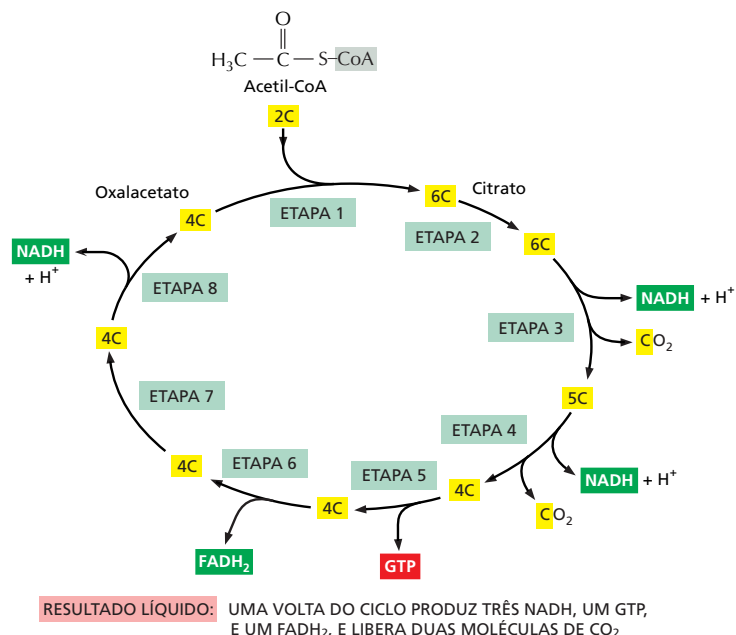 O
H₃C — C — S–CoA
Acetil-CoA
2C
Oxalacetato
4C
ETAPA 1
6C
Citrato
ETAPA 2
6C
NADH + H⁺
ETAPA 3
CO₂
5C
ETAPA 4
NADH + H⁺
CO₂
4C
ETAPA 5
GTP
4C
ETAPA 6
FADH₂
4C
ETAPA 7
4C
ETAPA 8
NADH
+ H⁺
RESULTADO LÍQUIDO: UMA VOLTA DO CICLO PRODUZ TRÊS NADH, UM GTP,
E UM FADH₂, E LIBERA DUAS MOLÉCULAS DE CO₂